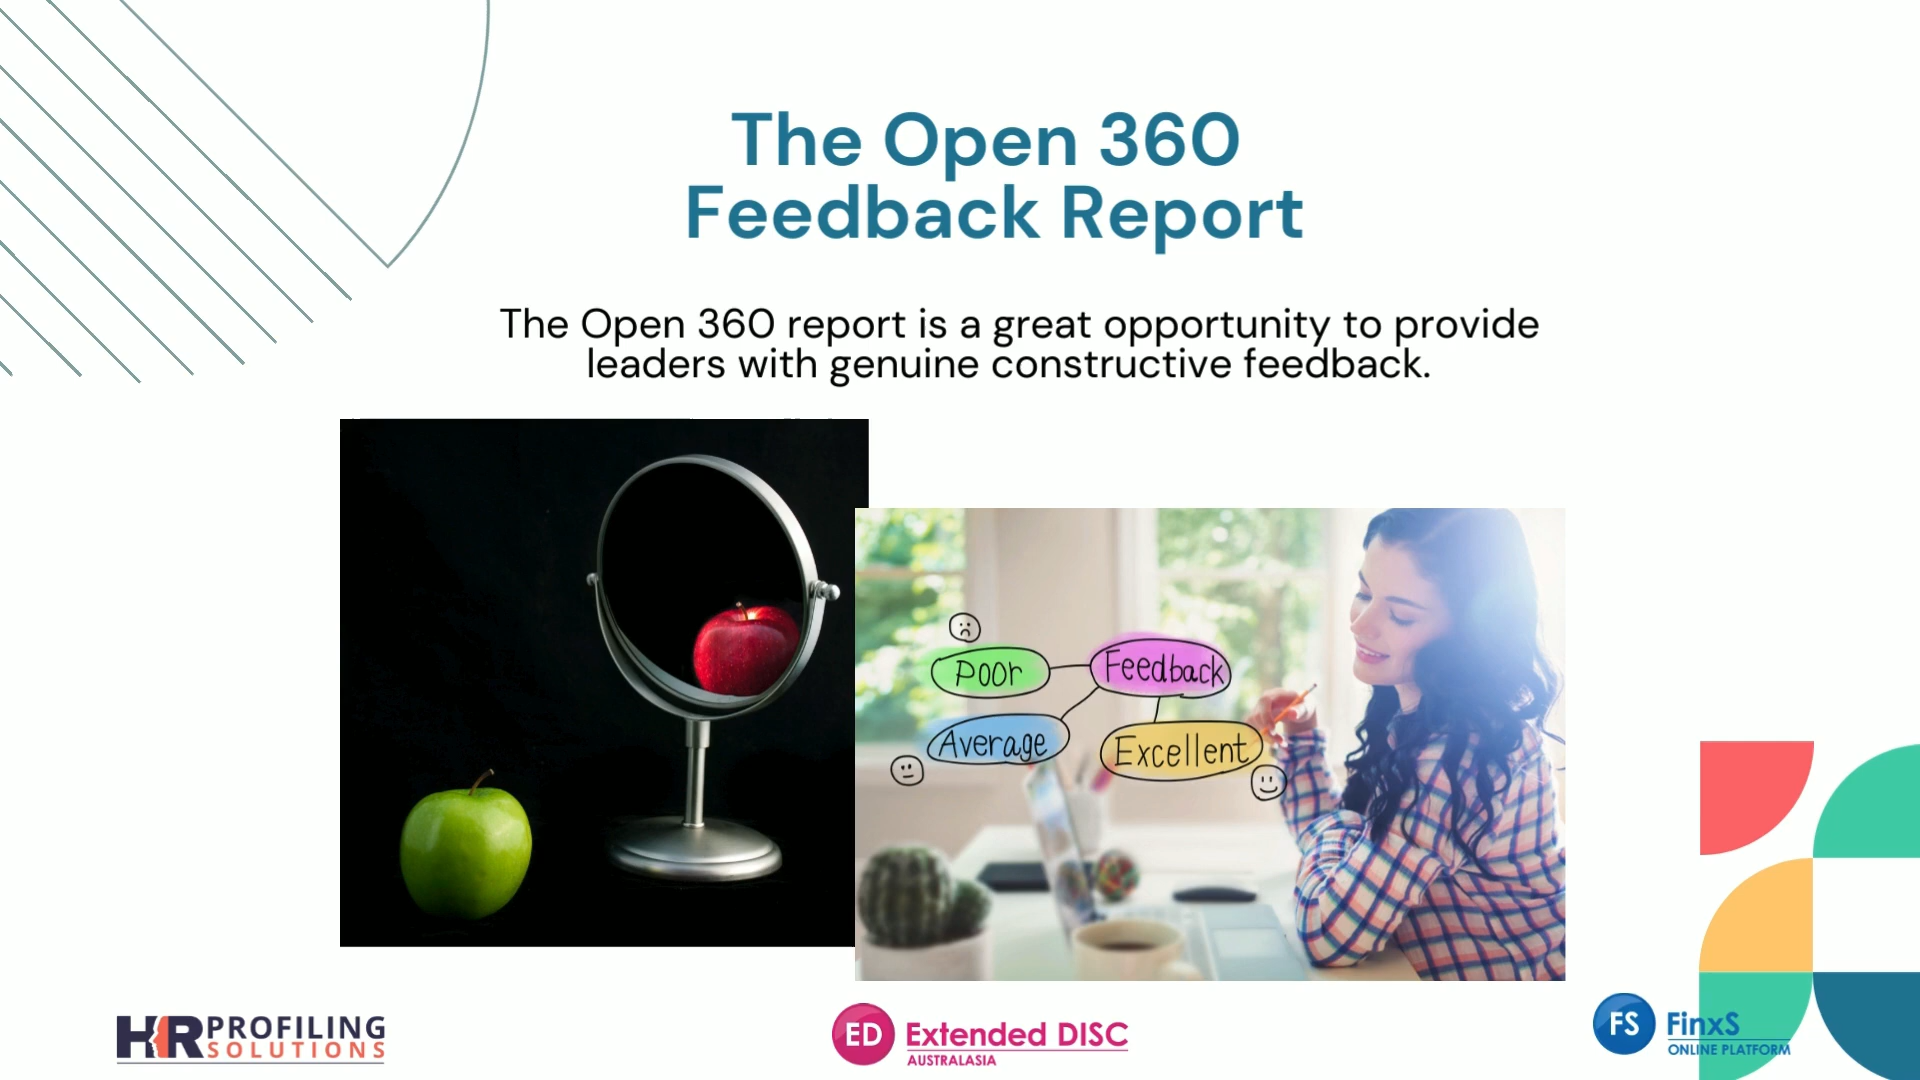 The Open 360
Feedback Report
The Open 360 report is a great opportunity to provide
leaders with genuine constructive feedback.
Poor
Feedback
Average
Excellent
HR PROFILING
SOLUTIONS
ED Extended DISC
AUSTRALASIA
FS FinxS
ONLINE PLATFORM